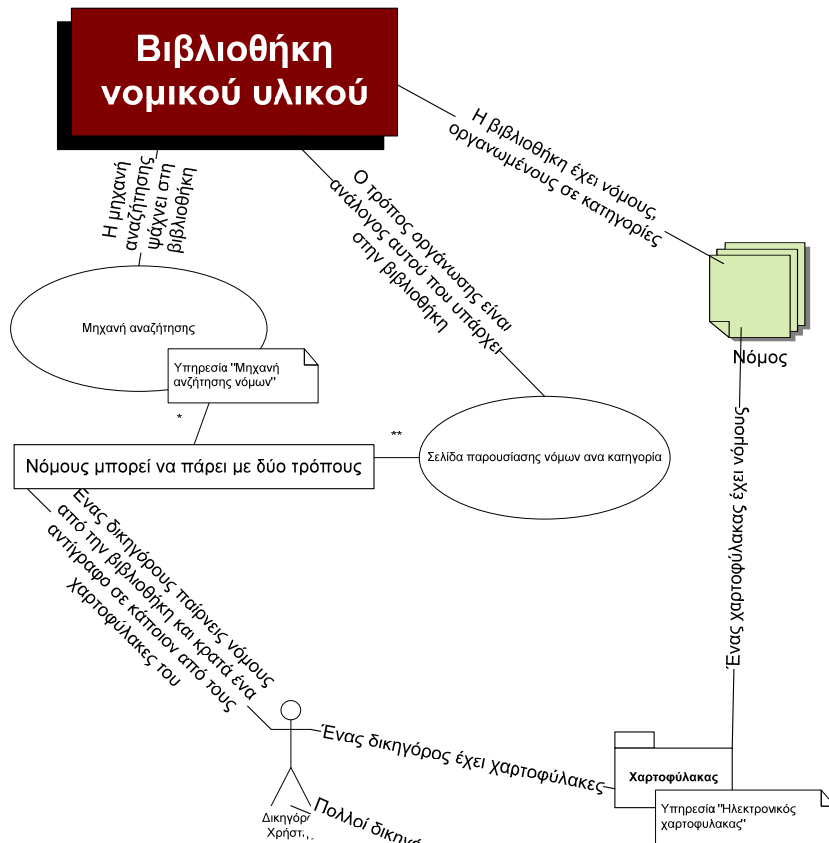 Βιβλιοθήκη
νομικού υλικού
Η βιβλιοθήκη έχει νόμους,
οργανωμένους σε κατηγορίες
Η μηχανή
αναζήτησης
ψάχνει στη
βιβλιοθήκη
Ο τρόπος οργάνωσης είναι
ανάλογος αυτού που υπάρχει
στην βιβλιοθήκη
Μηχανή αναζήτησης
Υπηρεσία "Μηχανή
ανζήτησης νόμων"
Νόμος
*
**
Νόμους μπορεί να πάρει με δύο τρόπους
Σελίδα παρουσίασης νόμων ανα κατηγορία
Ένας δικηγόρους παίρνεις νόμους
από την βιβλιοθήκη και κρατά ένα
αντίγραφο σε κάποιον από τους
χαρτοφύλακες του
Ένας χαρτοφύλακας έχει νόμους
Ένας δικηγόρος έχει χαρτοφύλακες
Χαρτοφύλακας
Υπηρεσία "Ηλεκτρονικός
χαρτοφυλακας"
Πολλοί